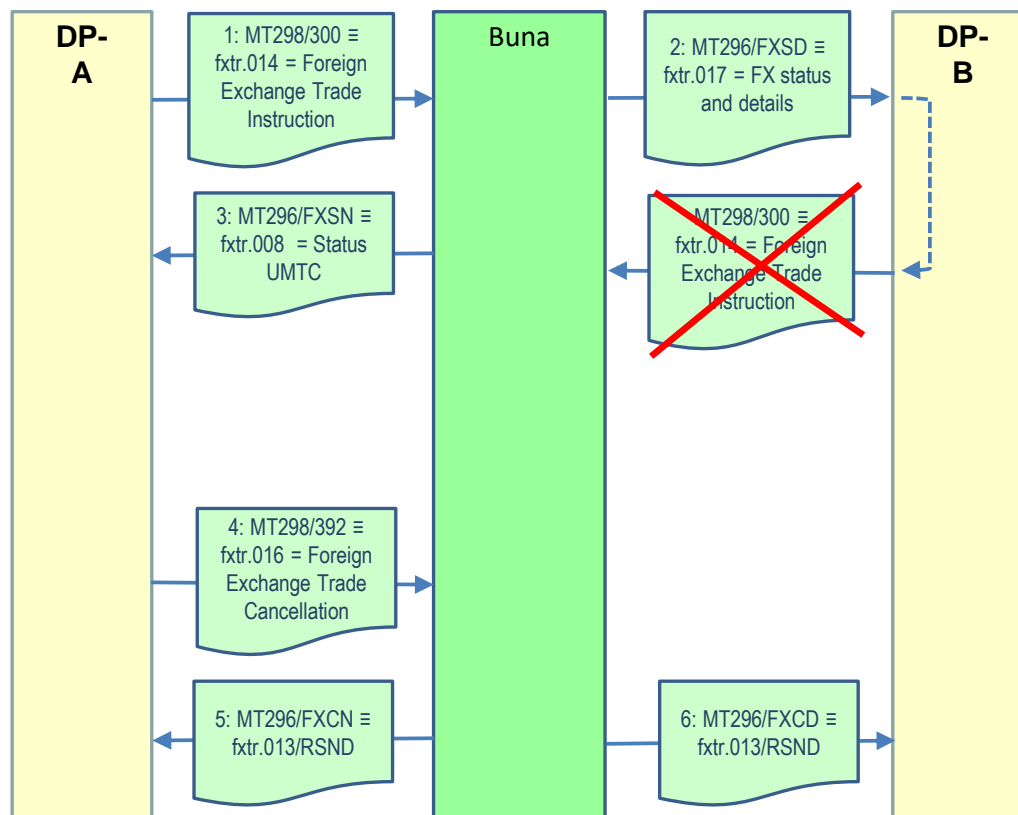 DP-
A
1: MT298/300 ≡
fxtr.014 = Foreign
Exchange Trade
Instruction
Buna
2: MT296/FXSD ≡
fxtr.017 = FX status
and details
DP-
B
3: MT296/FXSN ≡
fxtr.008 = Status
UMTC
MT298/300 ≡
fxtr.014 = Foreign
Exchange Trade
Instruction
4: MT298/392 ≡
fxtr.016 = Foreign
Exchange Trade
Cancellation
5: MT296/FXCN ≡
fxtr.013/RSND
6: MT296/FXCD ≡
fxtr.013/RSND